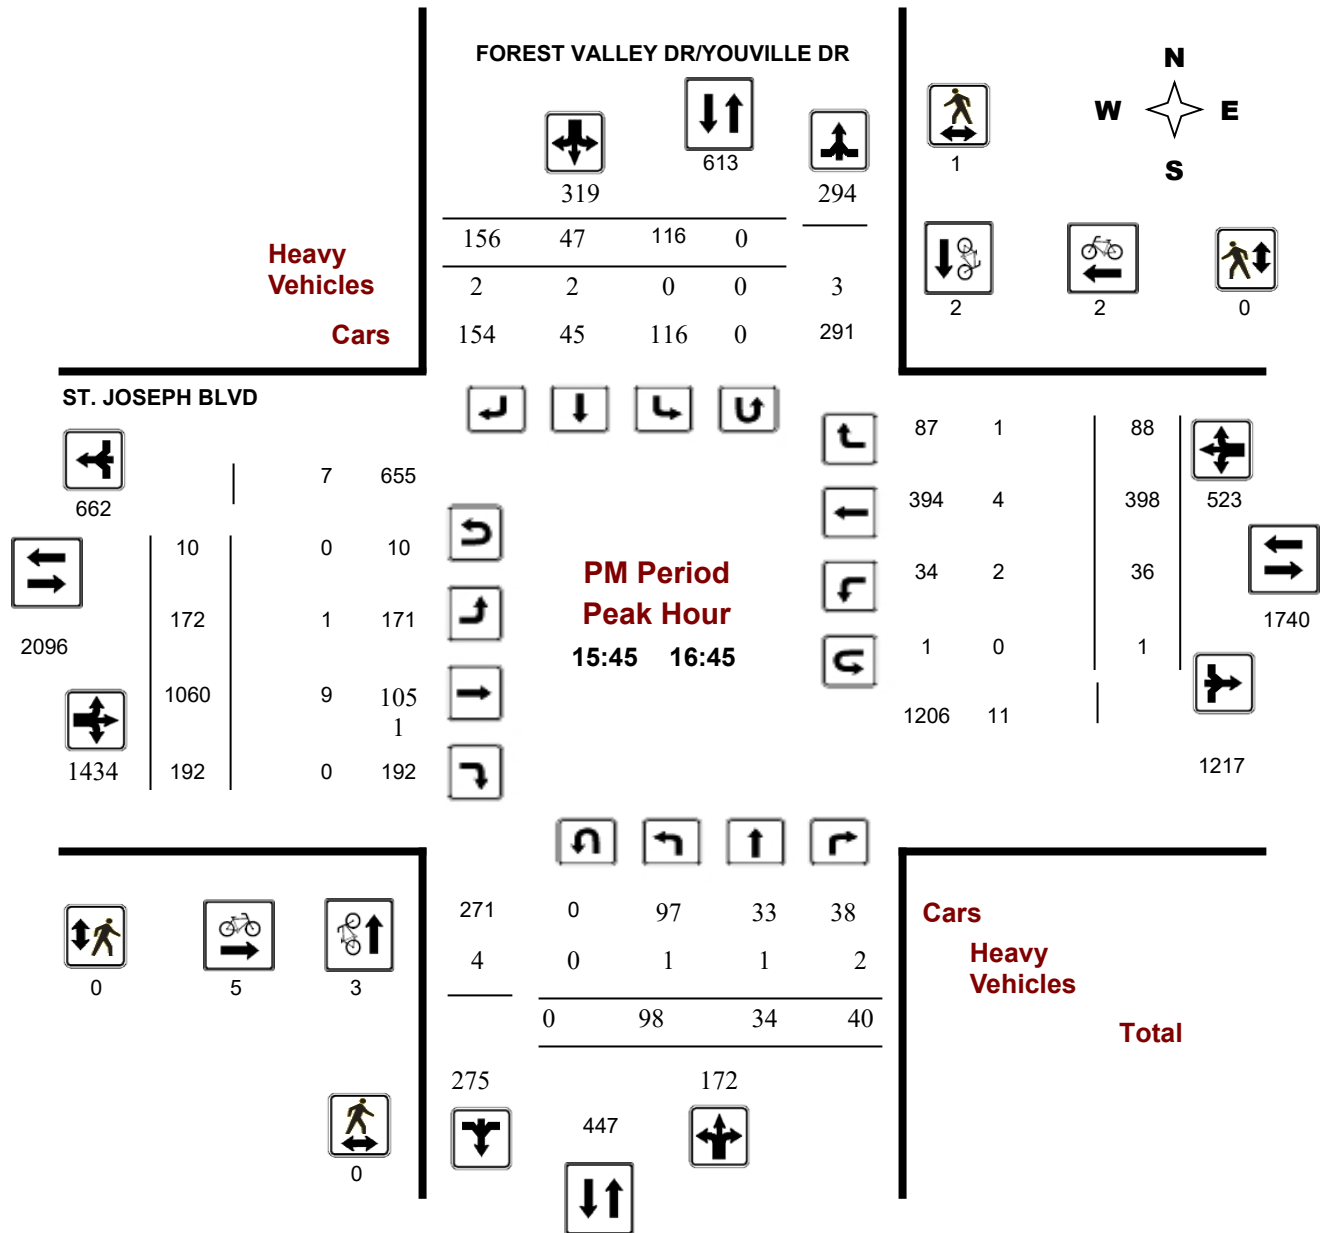 FOREST VALLEY DR/YOUVILLE DR
N
W E
S
613
1
319 294
156 47 116 0
Heavy
Vehicles 2 2 0 0 3
Cars 154 45 116 0 291
2 2 0
ST. JOSEPH BLVD
87 1 88
7 655
662
394 4 398 523
10 0 10
PM Period
34 2 36
Peak Hour
172 1 171 1740
2096 15:45 16:45 1 0 1
1060 9 105
1
1206 11
1434 192 0 192 1217
271 0 97 33 38 Cars
4 0 1 1 2 Heavy
Vehicles
0 5 3
0 98 34 40 Total
275 172
447
0